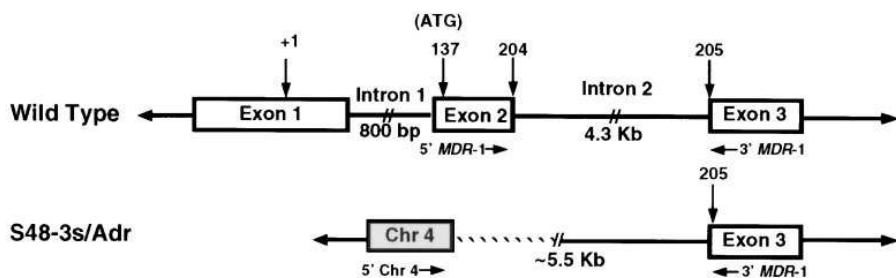 (ATG)
+1 137 204 205
Wild Type Exon 1 Intron 1 Exon 2 Intron 2 Exon 3
800 bp 4.3 Kb
5' MDR-1 3' MDR-1
205
S48-3s/Adr Chr 4 Exon 3
~5.5 Kb
5' Chr 4 3' MDR-1